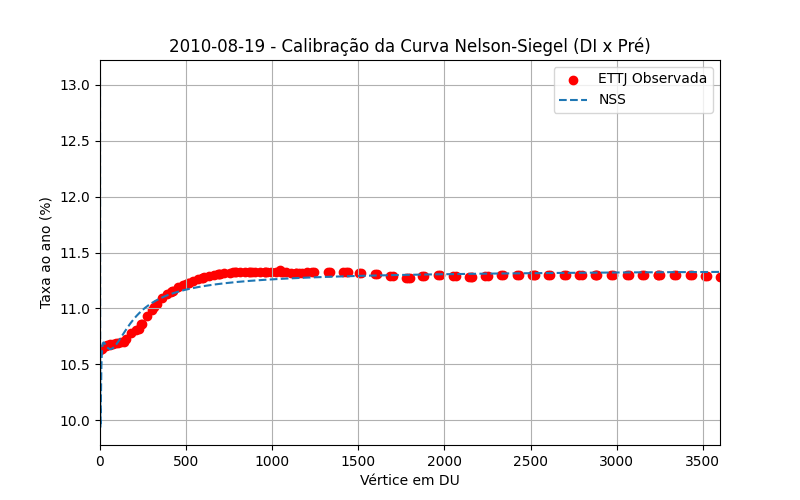 2010-08-19 - Calibração da Curva Nelson-Siegel (DI x Pré)
ETTJ Observada
NSS
Taxa ao ano (%)
13.0
12.5
12.0
11.5
11.0
10.5
10.0
0 500 1000 1500 2000 2500 3000 3500
Vértice em DU